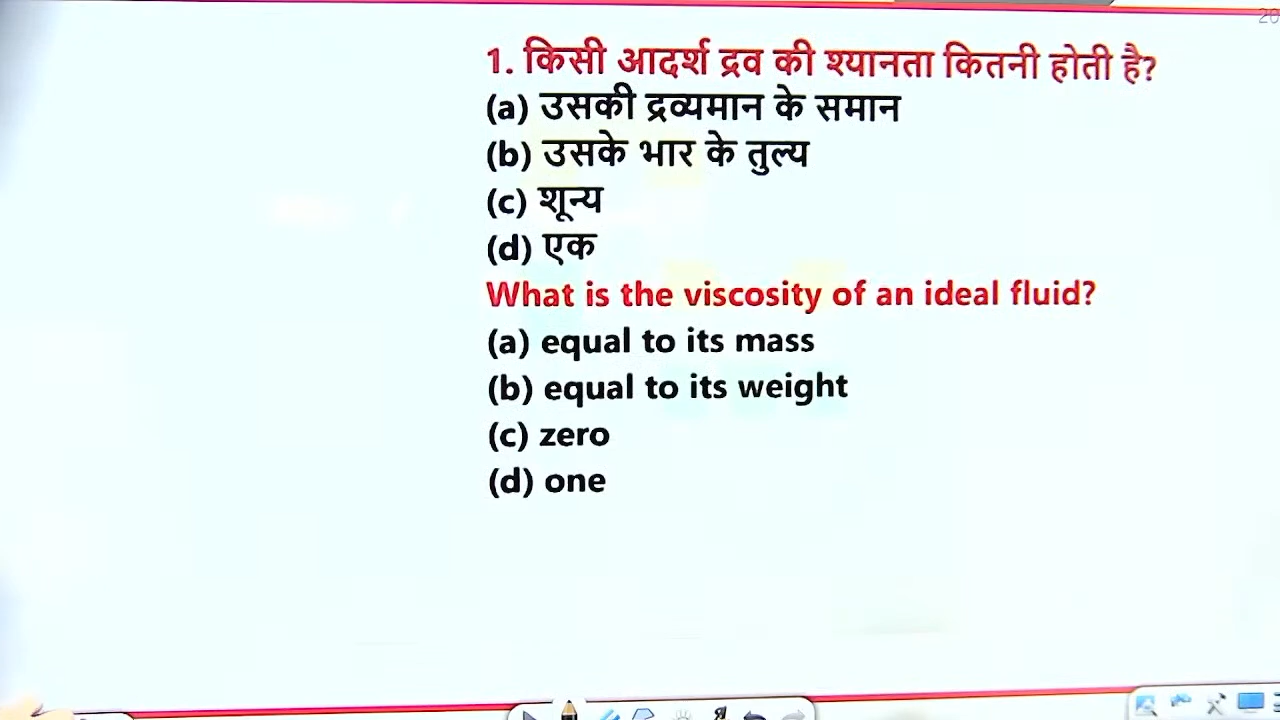 20
1. किसी आदर्श द्रव की श्यानता कितनी होती है?
(a) उसकी द्रव्यमान के समान
(b) उसके भार के तुल्य
(c) शून्य
(d) एक
What is the viscosity of an ideal fluid?
(a) equal to its mass
(b) equal to its weight
(c) zero
(d) one